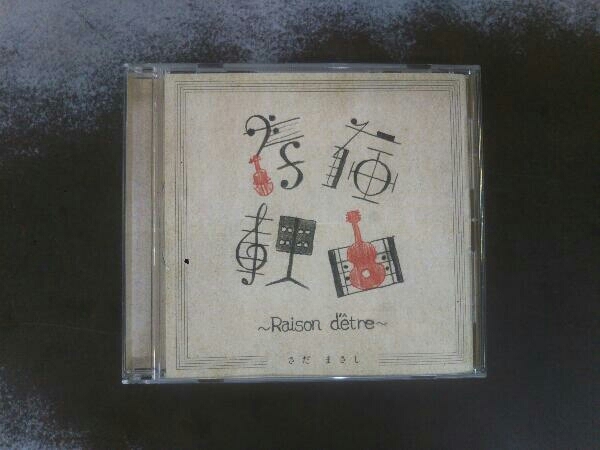 存在
理由
～Raison d'être～
さだ まさし